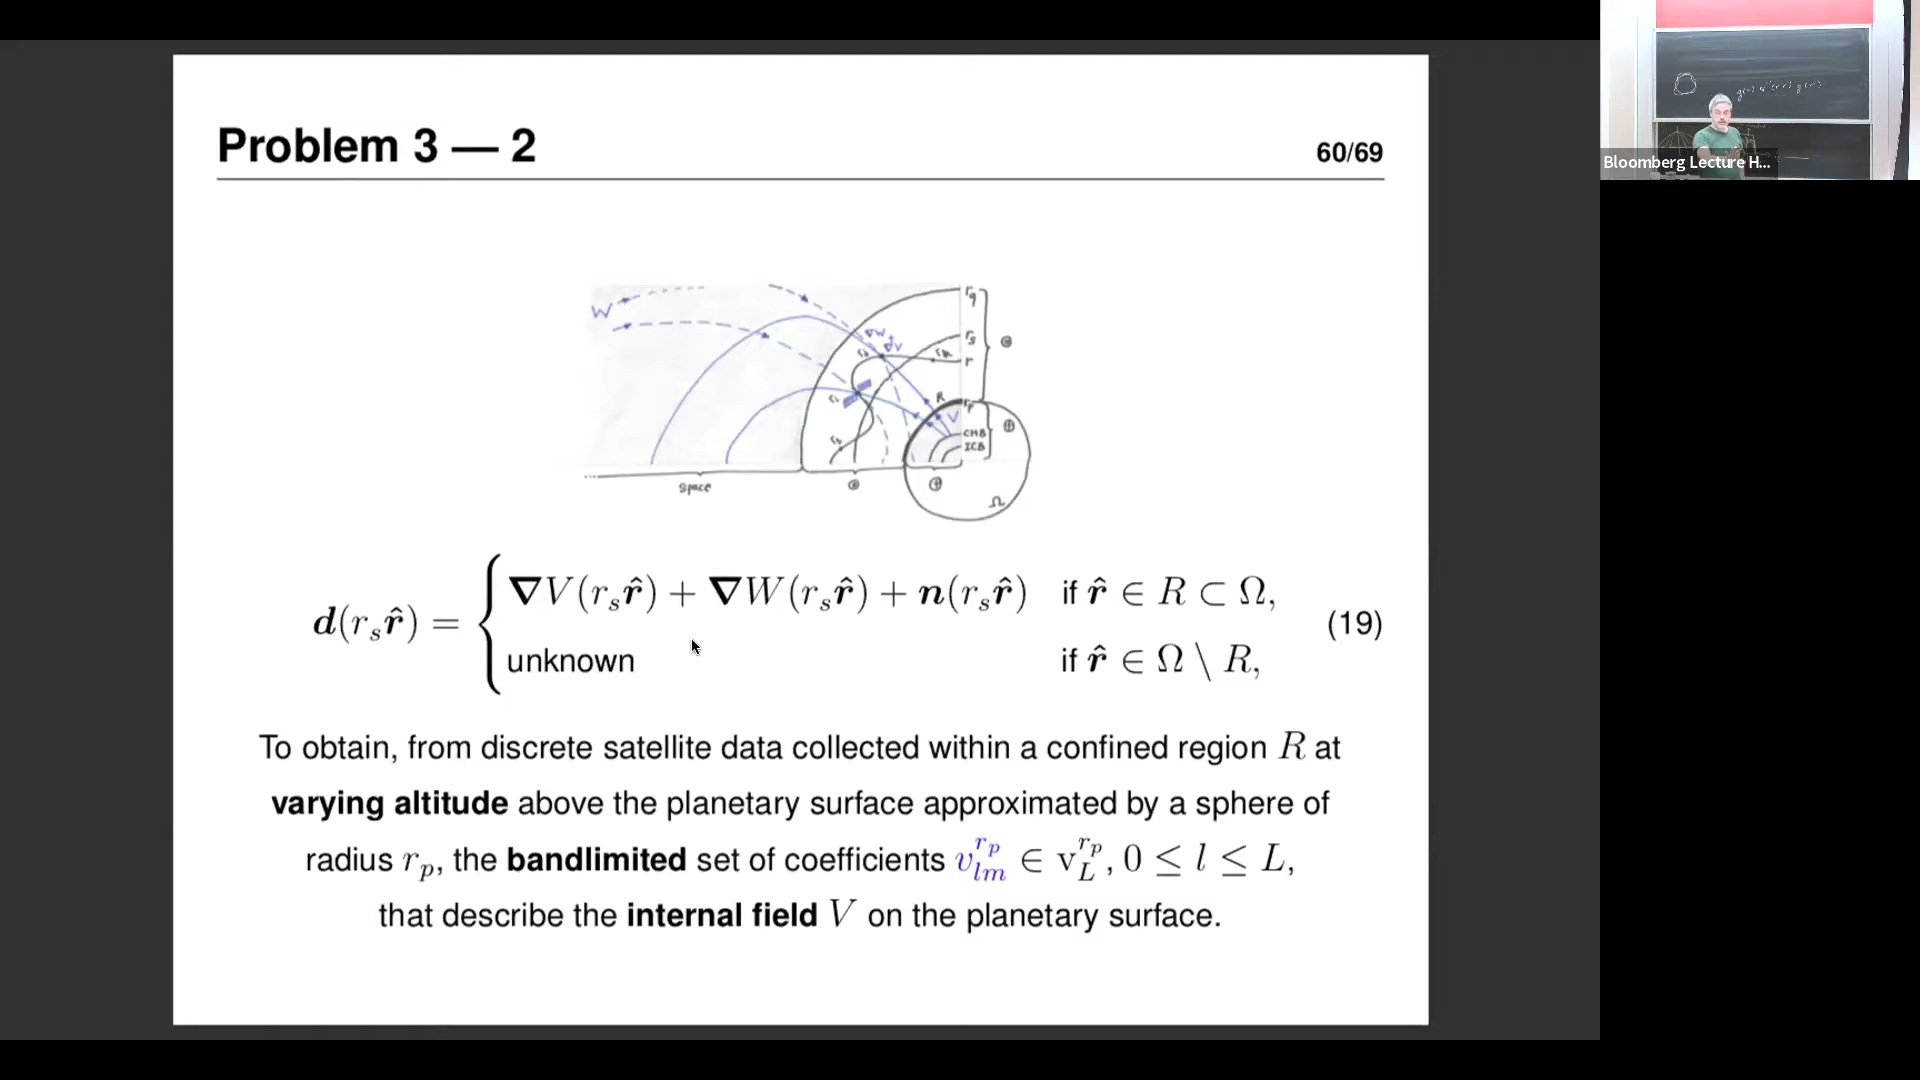 Problem 3 — 2
60/69
W
∇W
∇V
r_q
r_s
r
R
r_p
V
CMB
ICB
Ω
Space
d(r_s r̂) = { ∇V(r_s r̂) + ∇W(r_s r̂) + n(r_s r̂) if r̂ ∈ R ⊂ Ω,
unknown if r̂ ∈ Ω \ R,
(19)
To obtain, from discrete satellite data collected within a confined region R at
varying altitude above the planetary surface approximated by a sphere of
radius r_p, the bandlimited set of coefficients v_{lm}^{r_p} ∈ v_L^{r_p}, 0 ≤ l ≤ L,
that describe the internal field V on the planetary surface.
Bloomberg Lecture H...